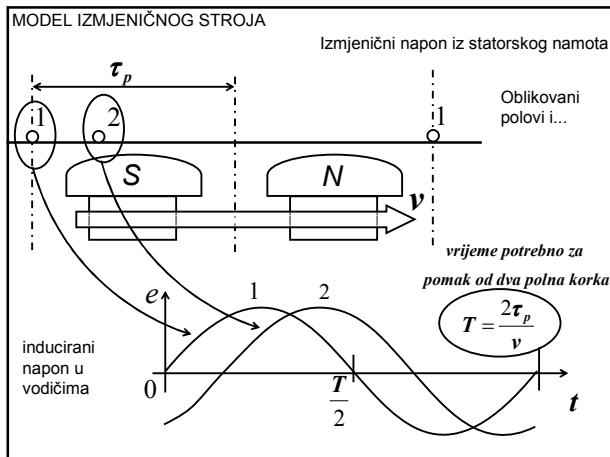 MODEL IZMJENIČNOG STROJA
Izmjenični napon iz statorskog namota
τp
Oblikovani
polovi i...
1
2
1
S
N
v
vrijeme potrebno za
pomak od dva polna korka
T = 2τp / v
e
1
2
inducirani
napon u
vodičima
0
T/2
t